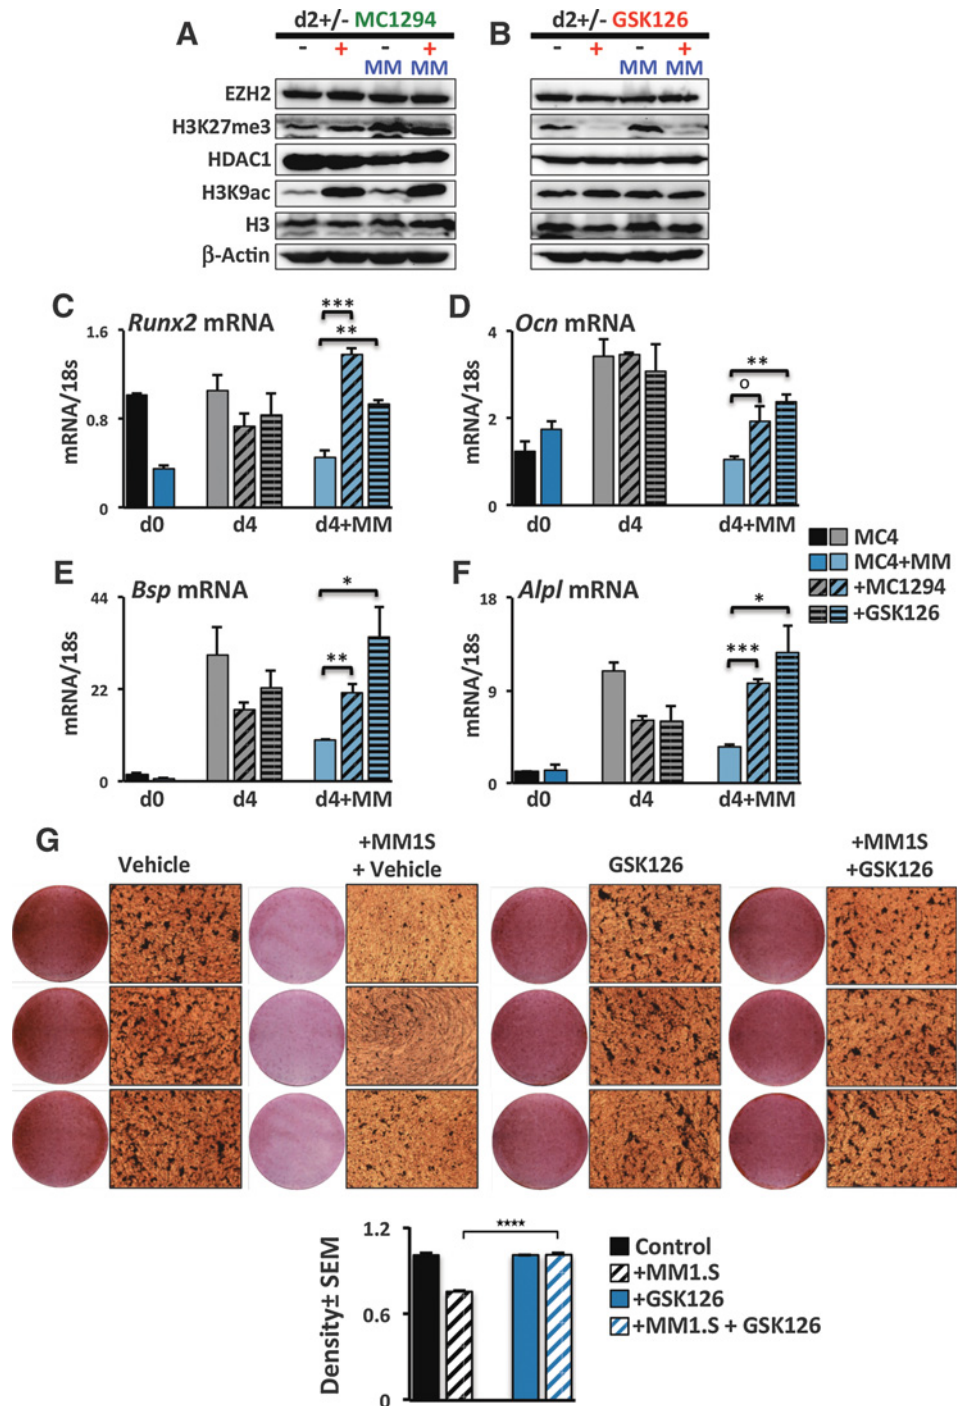 A
d2+/- MC1294
- + - +
MM MM
B
d2+/- GSK126
- + - +
MM MM
EZH2
H3K27me3
HDAC1
H3K9ac
H3
β-Actin
C
Runx2 mRNA
mRNA/18s
1.6
0.8
0
***
**
d0 d4 d4+MM
D
Ocn mRNA
mRNA/18s
4
2
0
**
o
d0 d4 d4+MM
MC4
MC4+MM
+MC1294
+GSK126
E
Bsp mRNA
mRNA/18s
44
22
0
*
**
d0 d4 d4+MM
F
Alpl mRNA
mRNA/18s
18
9
0
*
***
d0 d4 d4+MM
G
Vehicle
+MM1S
+ Vehicle
GSK126
+MM1S
+GSK126
Density± SEM
1.2
0.6
0
****
Control
+MM1.S
+GSK126
+MM1.S + GSK126